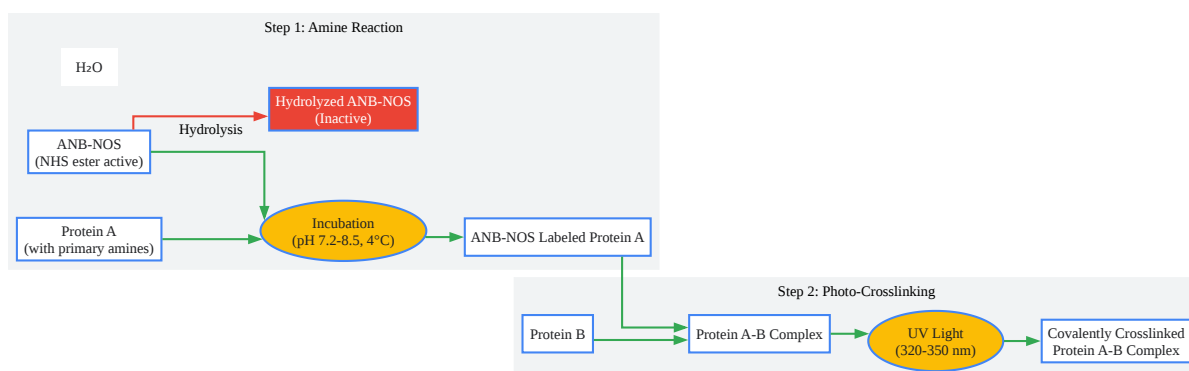 Step 1: Amine Reaction
H₂O
Hydrolyzed ANB-NOS
(Inactive)
Hydrolysis
ANB-NOS
(NHS ester active)
Protein A
(with primary amines)
Incubation
(pH 7.2-8.5, 4°C)
ANB-NOS Labeled Protein A
Step 2: Photo-Crosslinking
Protein B
Protein A-B Complex
UV Light
(320-350 nm)
Covalently Crosslinked
Protein A-B Complex